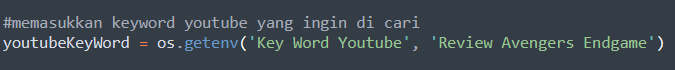 #memasukkan keyword youtube yang ingin di cari
youtubeKeyWord = os.getenv('Key Word Youtube', 'Review Avengers Endgame')